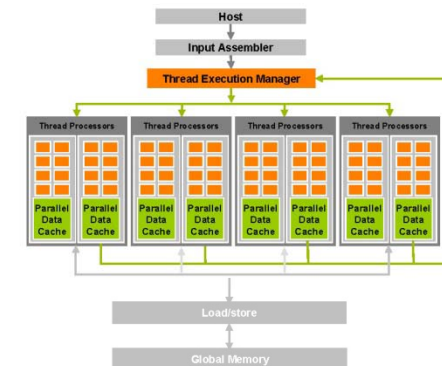 Host
Input Assembler
Thread Execution Manager
Thread Processors
Thread Processors
Thread Processors
Thread Processors
Parallel
Data
Cache
Parallel
Data
Cache
Parallel
Data
Cache
Parallel
Data
Cache
Parallel
Data
Cache
Parallel
Data
Cache
Parallel
Data
Cache
Parallel
Data
Cache
Load/store
Global Memory